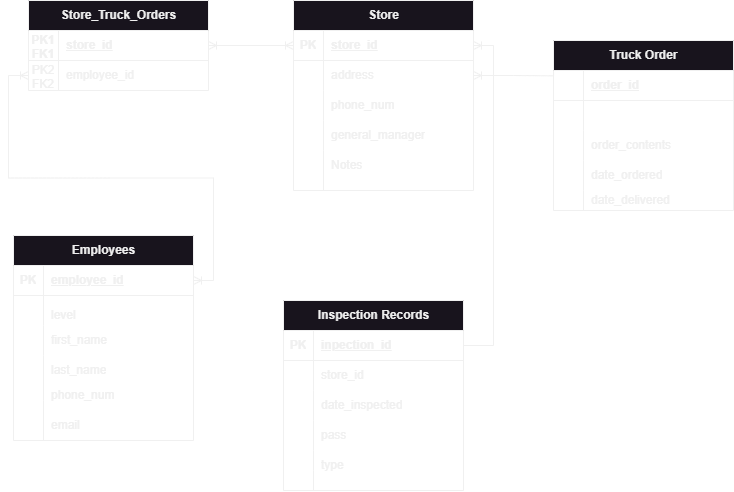 Store_Truck_Orders
PK1
FK1
store_id
PK2
FK2
employee_id
Store
PK
store_id
address
phone_num
general_manager
Notes
Truck Order
order_id
order_contents
date_ordered
date_delivered
Employees
PK
employee_id
level
first_name
last_name
phone_num
email
Inspection Records
PK
inpection_id
store_id
date_inspected
pass
type